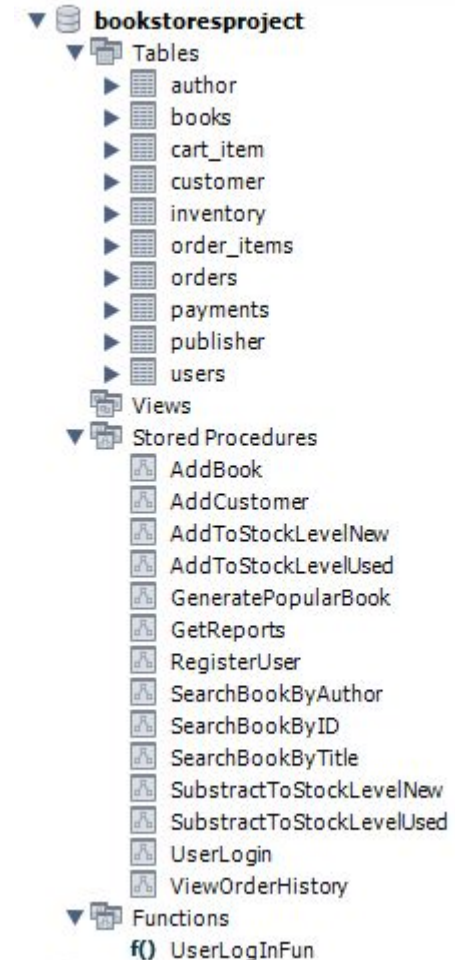 bookstoresproject
Tables
author
books
cart_item
customer
inventory
order_items
orders
payments
publisher
users
Views
Stored Procedures
AddBook
AddCustomer
AddToStockLevelNew
AddToStockLevelUsed
GeneratePopularBook
GetReports
RegisterUser
SearchBookByAuthor
SearchBookByID
SearchBookByTitle
SubstractToStockLevelNew
SubstractToStockLevelUsed
UserLogin
ViewOrderHistory
Functions
f() UserLogInFun